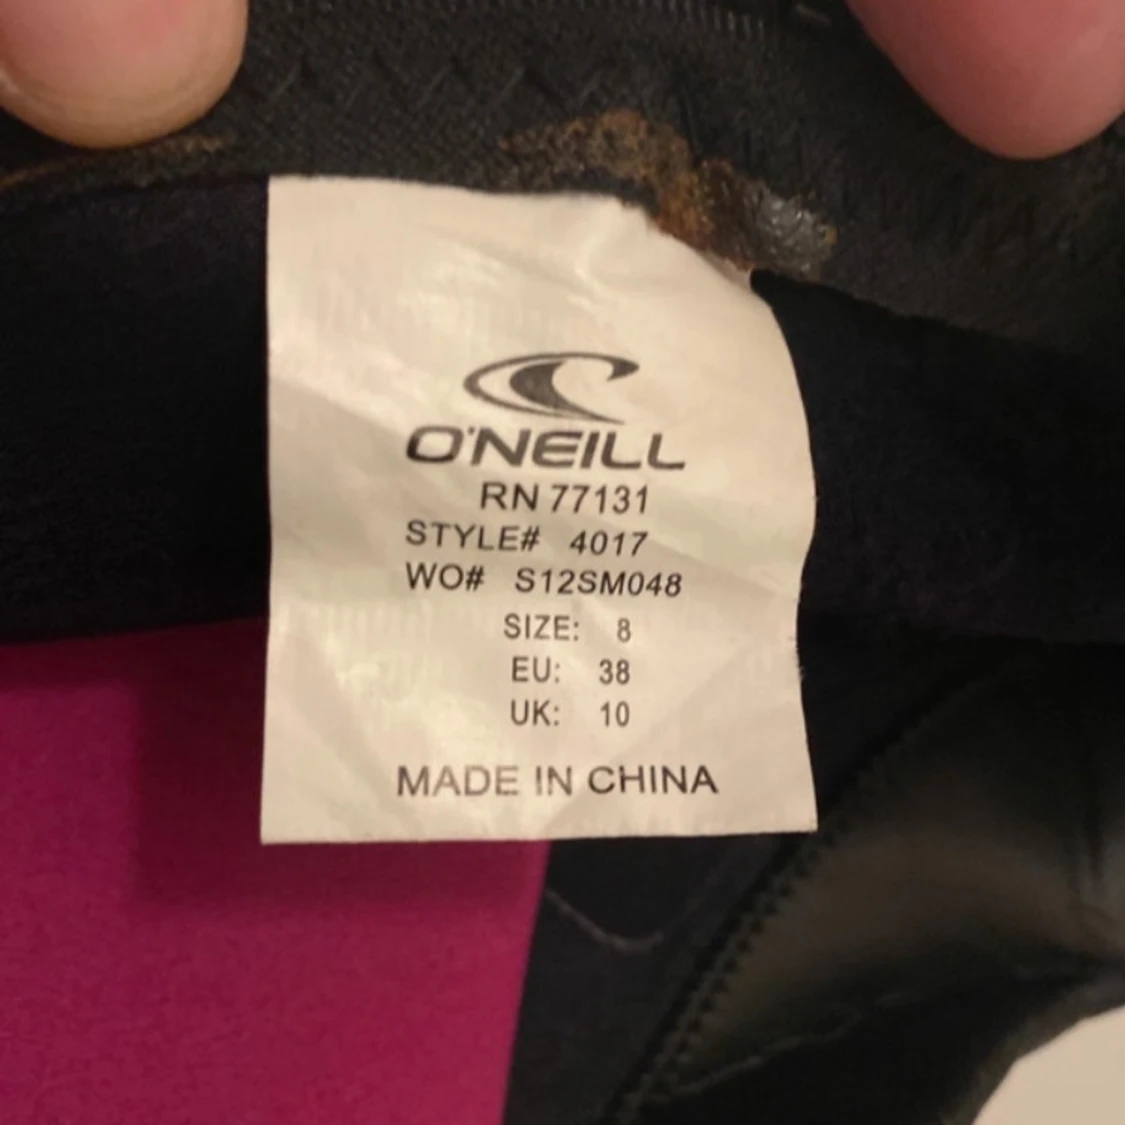 O'NEILL
RN 77131
STYLE# 4017
WO# S12SM048
SIZE: 8
EU: 38
UK: 10
MADE IN CHINA